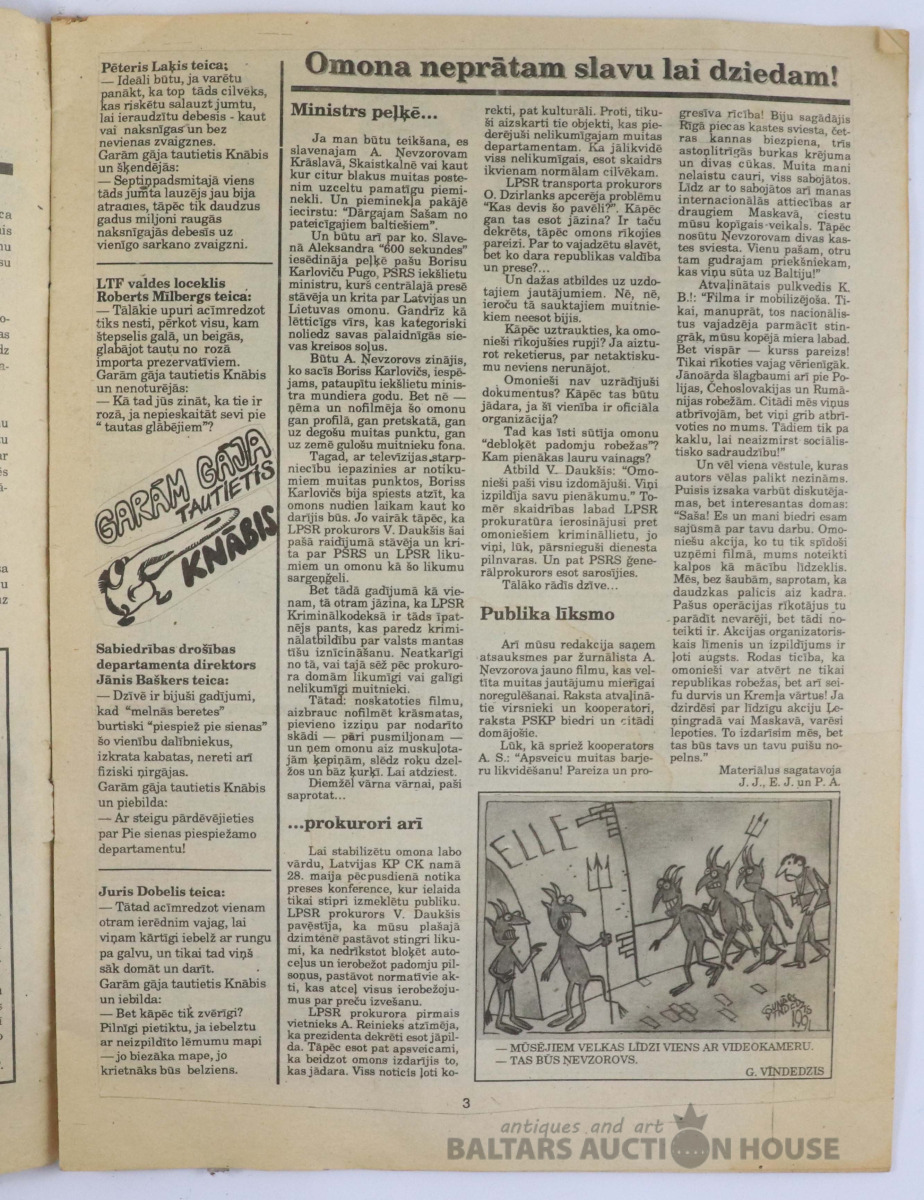 Pēteris Laķis teica;
— Ideāli būtu, ja varētu
panākt, ka top tāds cilvēks,
kas riskētu salauzt jumtu,
lai ieraudzītu debesis - kaut
vai naksnīgas un bez
nevienas zvaigznes.
Garām gāja tautietis Knābis
un šķendējās:
— Septiņpadsmitajā viens
tāds jumta lauzējs jau bija
atradies, tāpēc tik daudzus
gadus miljoni raugās
naksnīgajās debesīs uz
vienīgo sarkano zvaigzni.
LTF valdes loceklis
Roberts Milbergs teica:
— Tālākie upuri acīmredzot
tiks nesti, pērkot visu, kam
štepselis galā, un beigās,
glabājot tautu no rozā
importa prezervatīviem.
Garām gāja tautietis Knābis
un nenoturējās:
— Kā tad jūs zināt, ka tie ir
rozā, ja nepieskaitāt sevi pie
“ tautas glābējiem”?
GARĀM GĀJA
TAUTIETIS
KNĀBIS
Sabiedrības drošības
departamenta direktors
Jānis Baškers teica:
— Dzīvē ir bijuši gadījumi,
kad “melnās beretes”
burtiski “piespiež pie sienas”
šo vienību dalībniekus,
izkrata kabatas, nereti arī
fiziski ņirgājas.
Garām gāja tautietis Knābis
un piebilda:
— Ar steigu pārdēvējieties
par Pie sienas piespiežamo
departamentu!
Juris Dobelis teica:
— Tātad acīmredzot vienam
otram ierēdnim vajag, lai
viņam kārtīgi iebelž ar rungu
pa galvu, un tikai tad viņš
sāk domāt un darīt.
Garām gāja tautietis Knābis
un iebilda:
— Bet kāpēc tik zvērīgi?
Pilnīgi pietiktu, ja iebelztu
ar neizpildīto lēmumu mapi
— jo biezāka mape, jo
krietnāks būs belziens.
Omona neprātam slavu lai dziedam!
Ministrs peļķē...
Ja man būtu teikšana, es
slavenajam A. Ņevzorovam
Krāslavā, Skaistkalnē vai kaut
kur citur blakus muitas poste-
nim uzceltu pamatīgu piemi-
nekli. Un pieminekļa pakājē
iecirstu: “Dārgajam Sašam no
pateicīgajiem baltiešiem”.
Un būtu arī par ko. Slave-
nā Aleksandra “600 sekundes”
iesēdināja peļķē pašu Borisu
Karloviču Pugo, PSRS iekšlietu
ministru, kurš centrālajā presē
stāvēja un krita par Latvijas un
Lietuvas omonu. Gandrīz kā
lētticīgs vīrs, kas kategoriski
noliedz savas palaidnīgās sie-
vas kreisos soļus.
Būtu A. Ņevzorovs zinājis,
ko sacīs Boriss Karlovičs, iespē-
jams, pataupītu iekšlietu minis-
tra mundiera godu. Bet nē —
ņēma un nofilmēja šo omonu
gan profilā, gan pretskatā, gan
uz degošu muitas punktu, gan
uz zemē gulošu muitnieku fona.
Tagad, ar televīzijas starp-
niecību iepazinies ar notiku-
miem muitas punktos, Boriss
Karlovičs bija spiests atzīt, ka
omons nudien laikam kaut ko
darījis būs. Jo vairāk tāpēc, ka
LPSR prokurors V. Daukšis šai
pašā raidījumā stāvēja un kri-
ta par PSRS un LPSR liku-
miem un omonu kā šo likumu
sargeņģeli.
Bet tādā gadījumā kā vie-
nam, tā otram jāzina, ka LPSR
Kriminālkodeksā ir tāds īpat-
nējs pants, kas paredz krimi-
nālatbildību par valsts mantas
tīšu iznīcināšanu. Neatkarīgi
no tā, vai tajā sēž pēc prokuro-
ra domām likumīgi vai galīgi
nelikumīgi muitnieki.
Tātad: noskatoties filmu,
aizbrauc nofilmēt krāsmatas,
pievieno izziņu par nodarīto
skādi — pāri pusmiljonam —
un ņem omonu aiz muskuļota-
jām ķepiņām, slēdz roku dzel-
žos un bāz ķurķī. Lai atdziest.
Diemžēl vārna vārnai, paši
saprotat...
...prokurori arī
Lai stabilizētu omona labo
vārdu, Latvijas KP CK namā
28. maija pēcpusdienā notika
preses konference, kur ielaida
tikai stipri izmeklētu publiku.
LPSR prokurors V. Daukšis
pavēstīja, ka mūsu plašajā
dzimtenē pastāvot stingri liku-
mi, ka nedrīkstot bloķēt auto-
ceļus un ierobežot padomju pil-
soņus, pastāvot normatīvie ak-
ti, kas atceļ visus ierobežoju-
mus par preču izvešanu.
LPSR prokurora pirmais
vietnieks A. Reinieks atzīmēja,
ka prezidenta dekrēti esot jāpil-
da. Tāpēc esot pat apsveicami,
ka beidzot omons izdarījis to,
kas jādara. Viss noticis ļoti ko-
rekti, pat kulturāli. Proti, tiku-
ši aizskarti tie objekti, kas pie-
derējuši nelikumīgajam muitas
departamentam. Ka jālikvidē
viss nelikumīgais, esot skaidrs
ikvienam normālam cilvēkam.
LPSR transporta prokurors
O. Dzirlanks apcerēja problēmu
“Kas devis šo pavēli?”. Kāpēc
gan tas esot jāzina? Ir taču
dekrēts, tāpēc omons rīkojies
pareizi. Par to vajadzētu slavēt,
bet ko dara republikas valdība
un prese?...
Un dažas atbildes uz uzdo-
tajiem jautājumiem. Nē, nē,
ieroču tā sauktajiem muitnie-
kiem neesot bijis.
Kāpēc uztraukties, ka omo-
nieši rīkojušies rupji? Ja aiztu-
rot reketierus, par netaktisku-
mu neviens nerunājot.
Omonieši nav uzrādījuši
dokumentus? Kāpēc tas būtu
jādara, ja šī vienība ir oficiāla
organizācija?
Tad kas īsti sūtīja omonu
“debloķēt padomju robežas”?
Kam pienākas lauru vainags?
Atbild V. Daukšis: “Omo-
nieši paši visu izdomājuši. Viņi
izpildīja savu pienākumu.” To-
mēr skaidrības labad LPSR
prokuratūra ierosinājusi pret
omoniešiem krimināllietu, jo
viņi, lūk, pārsnieguši dienesta
pilnvaras. Un pat PSRS ģene-
rālprokurors esot sarosījies.
Tālāko rādīs dzīve...
Publika līksmo
Arī mūsu redakcija saņem
atsauksmes par žurnālista A.
Ņevzorova jauno filmu, kas vel-
tīta muitas jautājumu mierīgai
noregulēšanai. Raksta atvaļinā-
tie virsnieki un kooperatori,
raksta PSKP biedri un citādi
domājošie.
Lūk, kā spriež kooperators
A. S.: “Apsveicu muitas barje-
ru likvidēšanu! Pareiza un pro-
gresīva rīcība! Biju sagādājis
Rīgā piecas kastes sviesta, čet-
ras kannas biezpiena, trīs
astoņlitrīgās burkas krējuma
un divas cūkas. Muita mani
nelaistu cauri, viss sabojātos.
Līdz ar to sabojātos arī manas
internacionālās attiecības ar
draugiem Maskavā, ciestu
mūsu kopīgais veikals. Tāpēc
nosūtu Ņevzorovam divas kas-
tes sviesta. Vienu pašam, otru
tam gudrajam priekšniekam,
kas viņu sūta uz Baltiju!”
Atvaļinātais pulkvedis K.
B.!: “Filma ir mobilizējoša. Ti-
kai, manuprāt, tos nacionālis-
tus vajadzēja parmācīt stin-
grāk, mūsu kopējā miera labad.
Bet vispār — kurss pareizs!
Tikai rīkoties vajag vērienīgāk.
Jānoārda šlagbaumi arī pie Po-
lijas, Čehoslovakijas un Rumā-
nijas robežām. Citādi mēs viņus
atbrīvojām, bet viņi grib atbrī-
voties no mums. Tādiem tik pa
kaklu, lai neaizmirst sociālis-
tisko sadraudzību!”
Un vēl viena vēstule, kuras
autors vēlas palikt nezināms.
Puisis izsaka varbūt diskutēja-
mas, bet interesantas domas:
“Saša! Es un mani biedri esam
sajūsmā par tavu darbu. Omo-
niešu akcija, ko tu tik spīdoši
uzņēmi filmā, mums noteikti
kalpos kā mācību līdzeklis.
Mēs, bez šaubām, saprotam, ka
daudzkas palicis aiz kadra.
Pašus operācijas rīkotājus tu
parādīt nevarēji, bet tādi no-
teikti ir. Akcijas organizatoris-
kais līmenis un izpildījums ir
ļoti augsts. Rodas ticība, ka
omonieši var atvērt ne tikai
republikas robežas, bet arī sei-
fu durvis un Kremļa vārtus! Ja
dzirdēsi par līdzīgu akciju Ļe-
ņingradā vai Maskavā, varēsi
lepoties. To izdarīsim mēs, bet
tas būs tavs un tavu puišu no-
pelns.”
Materiālus sagatavoja
J. J., E. J. un P. A.
ELLE
1991
— MŪSĒJIEM VELKAS LĪDZI VIENS AR VIDEOKAMERU.
— TAS BŪS ŅEVZOROVS.
G. VĪNDEDZIS
3
antiques and art
BALTARS AUCTION HOUSE